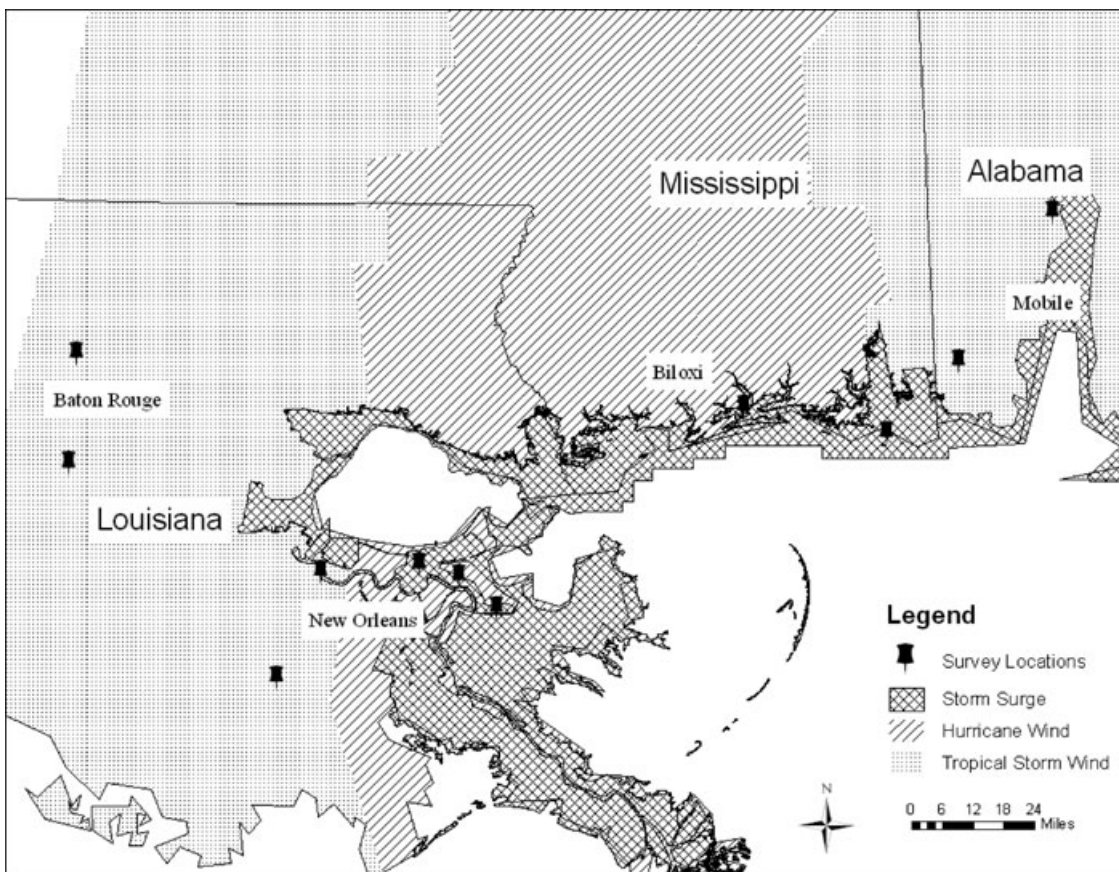 Mississippi
Alabama
Mobile
Biloxi
Baton Rouge
Louisiana
New Orleans
Legend
Survey Locations
Storm Surge
Hurricane Wind
Tropical Storm Wind
N
0 6 12 18 24
Miles